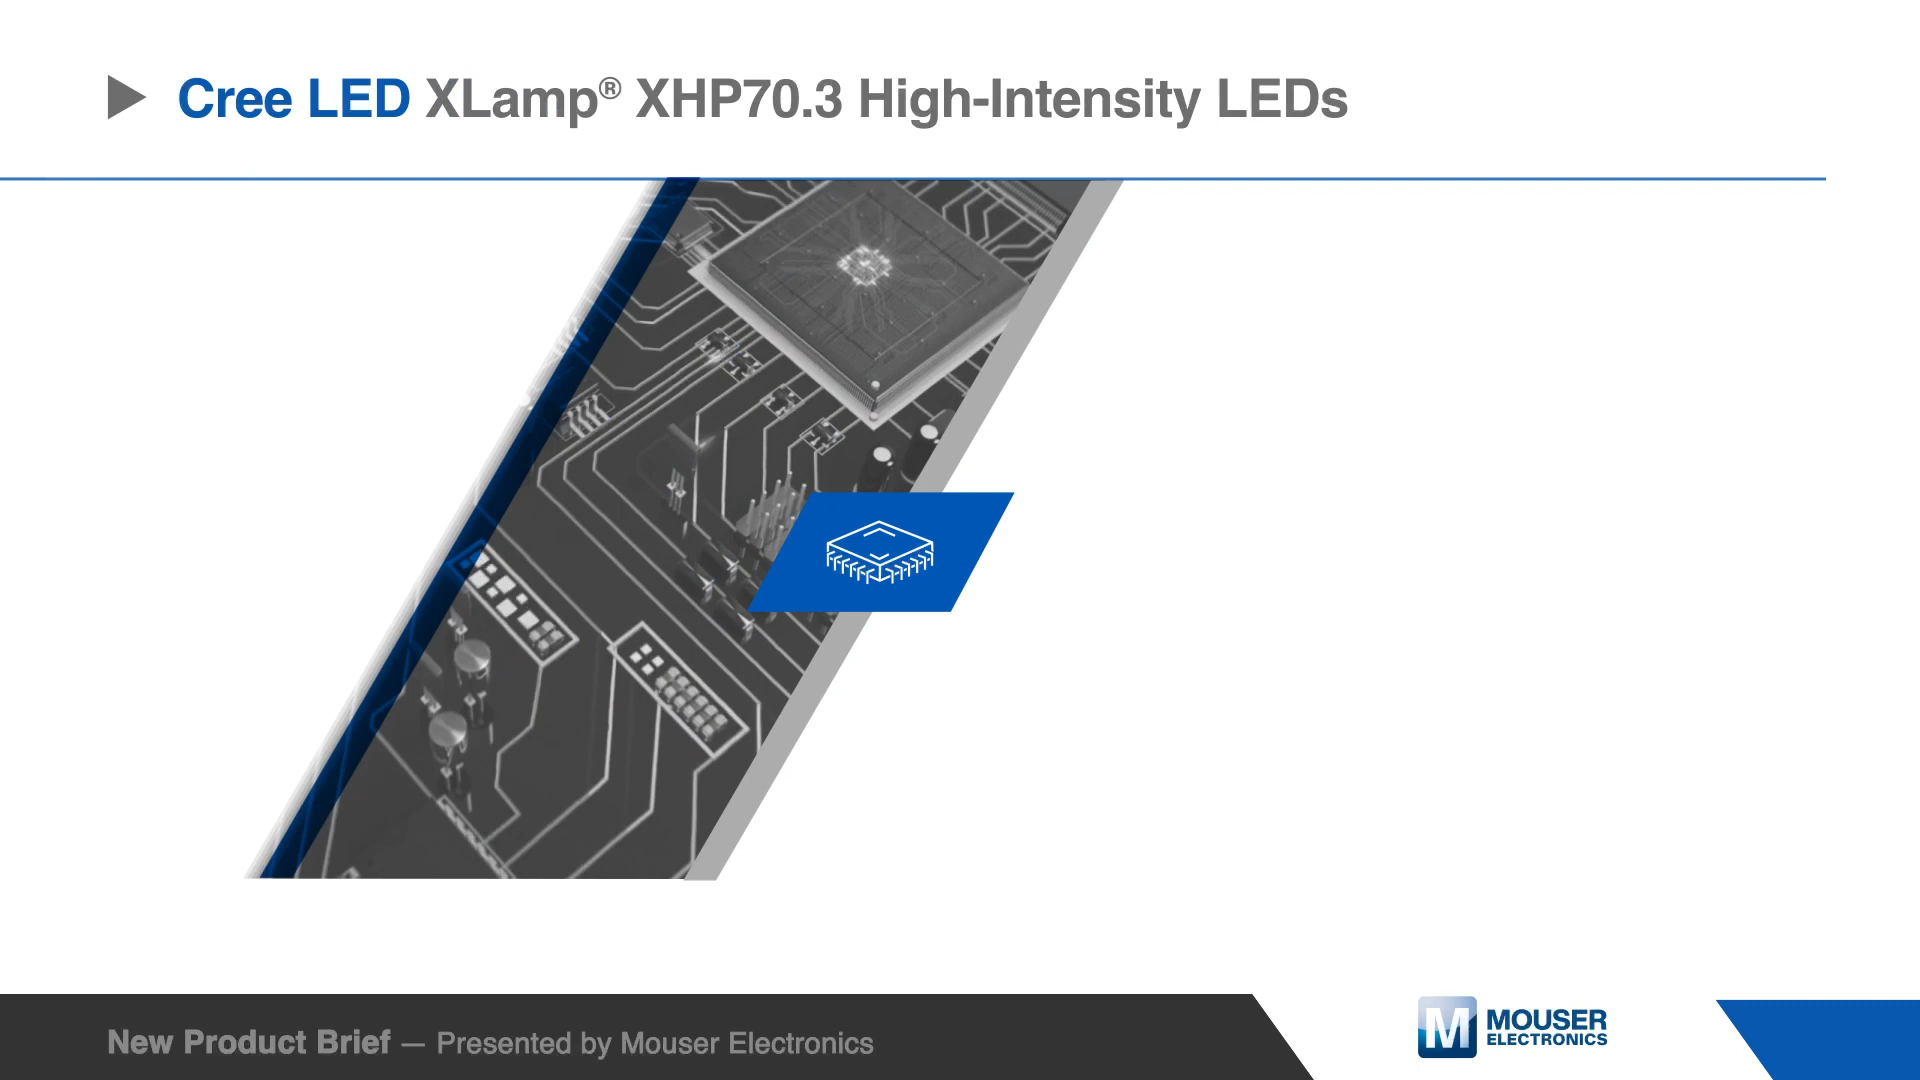 Cree LED XLamp® XHP70.3 High-Intensity LEDs
New Product Brief — Presented by Mouser Electronics
M MOUSER
ELECTRONICS